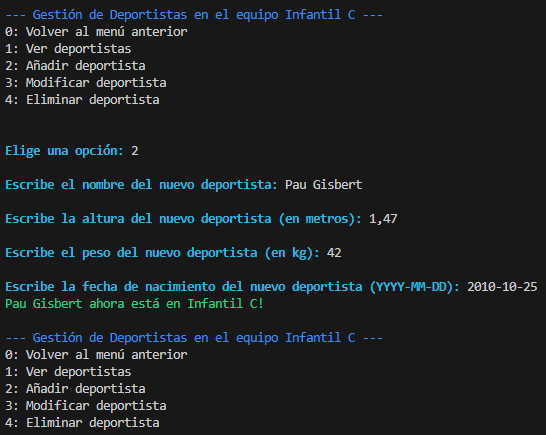 --- Gestión de Deportistas en el equipo Infantil C ---
0: Volver al menú anterior
1: Ver deportistas
2: Añadir deportista
3: Modificar deportista
4: Eliminar deportista
Elige una opción: 2
Escribe el nombre del nuevo deportista: Pau Gisbert
Escribe la altura del nuevo deportista (en metros): 1,47
Escribe el peso del nuevo deportista (en kg): 42
Escribe la fecha de nacimiento del nuevo deportista (YYYY-MM-DD): 2010-10-25
Pau Gisbert ahora está en Infantil C!
--- Gestión de Deportistas en el equipo Infantil C ---
0: Volver al menú anterior
1: Ver deportistas
2: Añadir deportista
3: Modificar deportista
4: Eliminar deportista